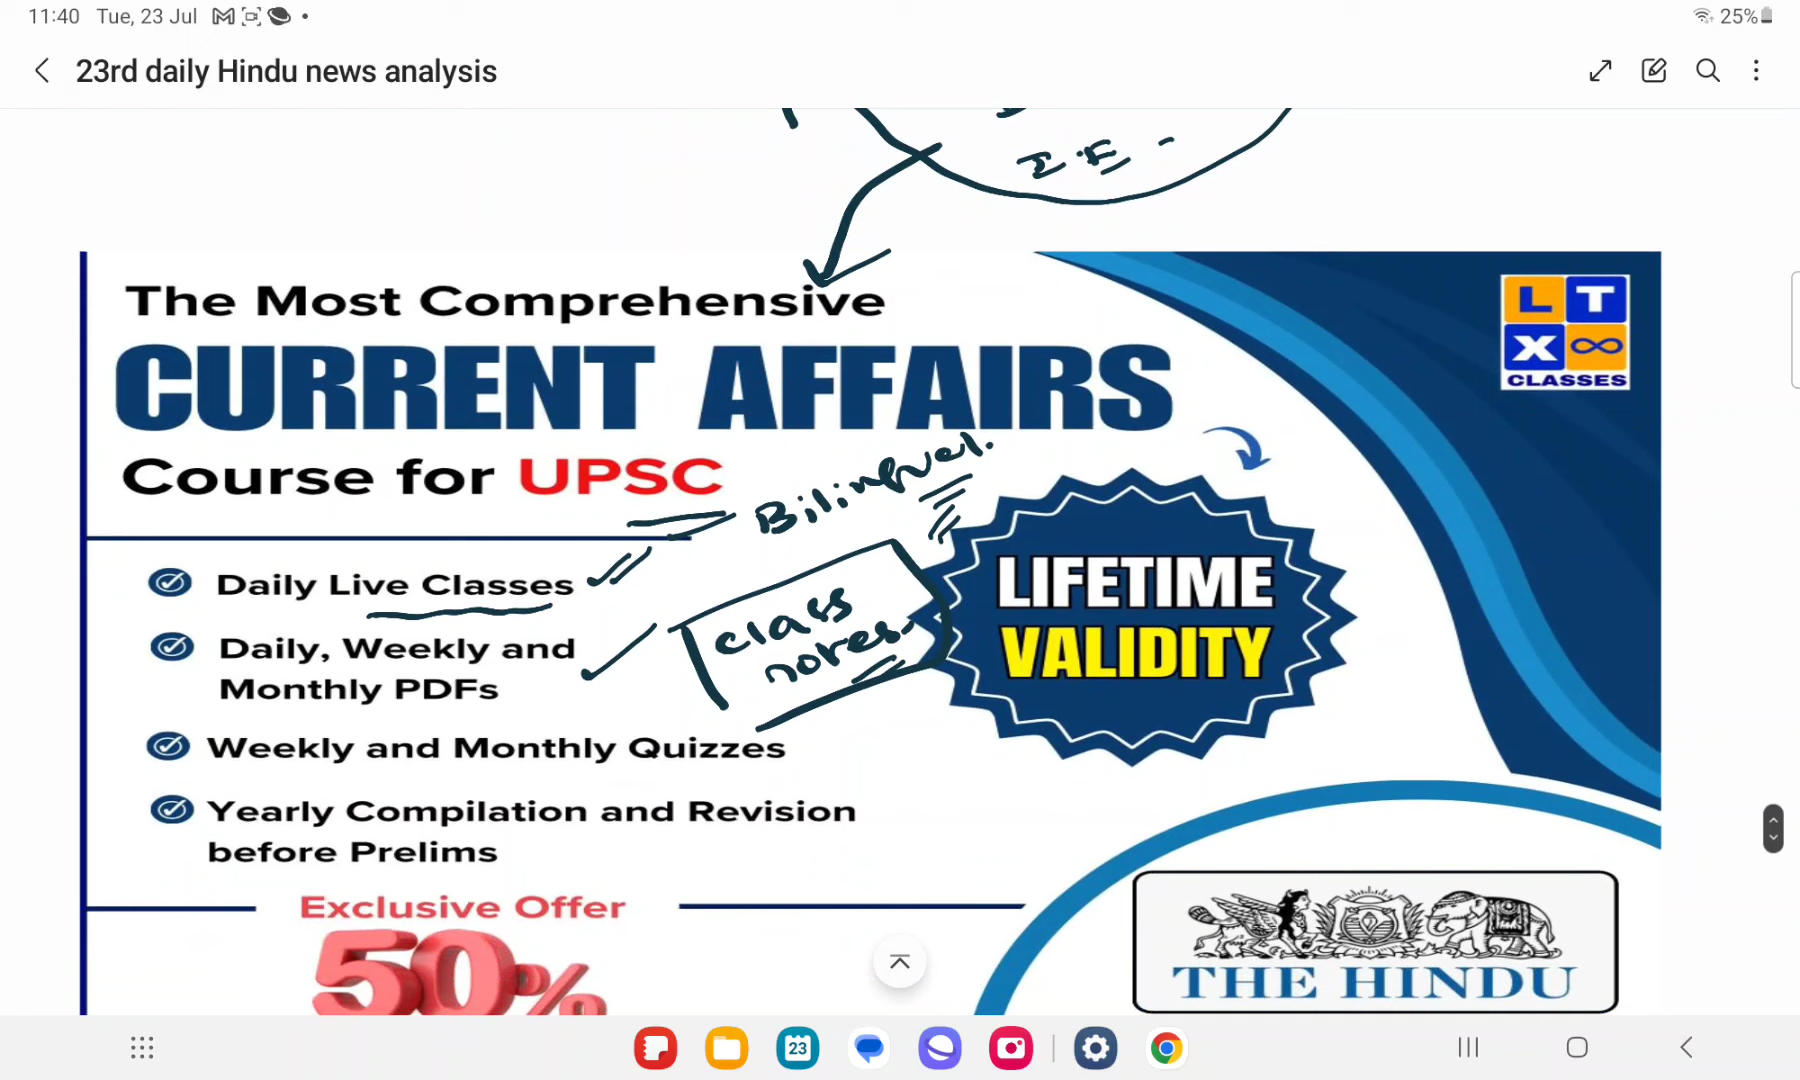 11:40 Tue, 23 Jul
25%
23rd daily Hindu news analysis
I.E -
The Most Comprehensive
CURRENT AFFAIRS
Course for UPSC
Bilingual.
Daily Live Classes
class
notes.
Daily, Weekly and
Monthly PDFs
Weekly and Monthly Quizzes
Yearly Compilation and Revision
before Prelims
Exclusive Offer
50%
LIFETIME
VALIDITY
L T
X ∞
CLASSES
THE HINDU
23